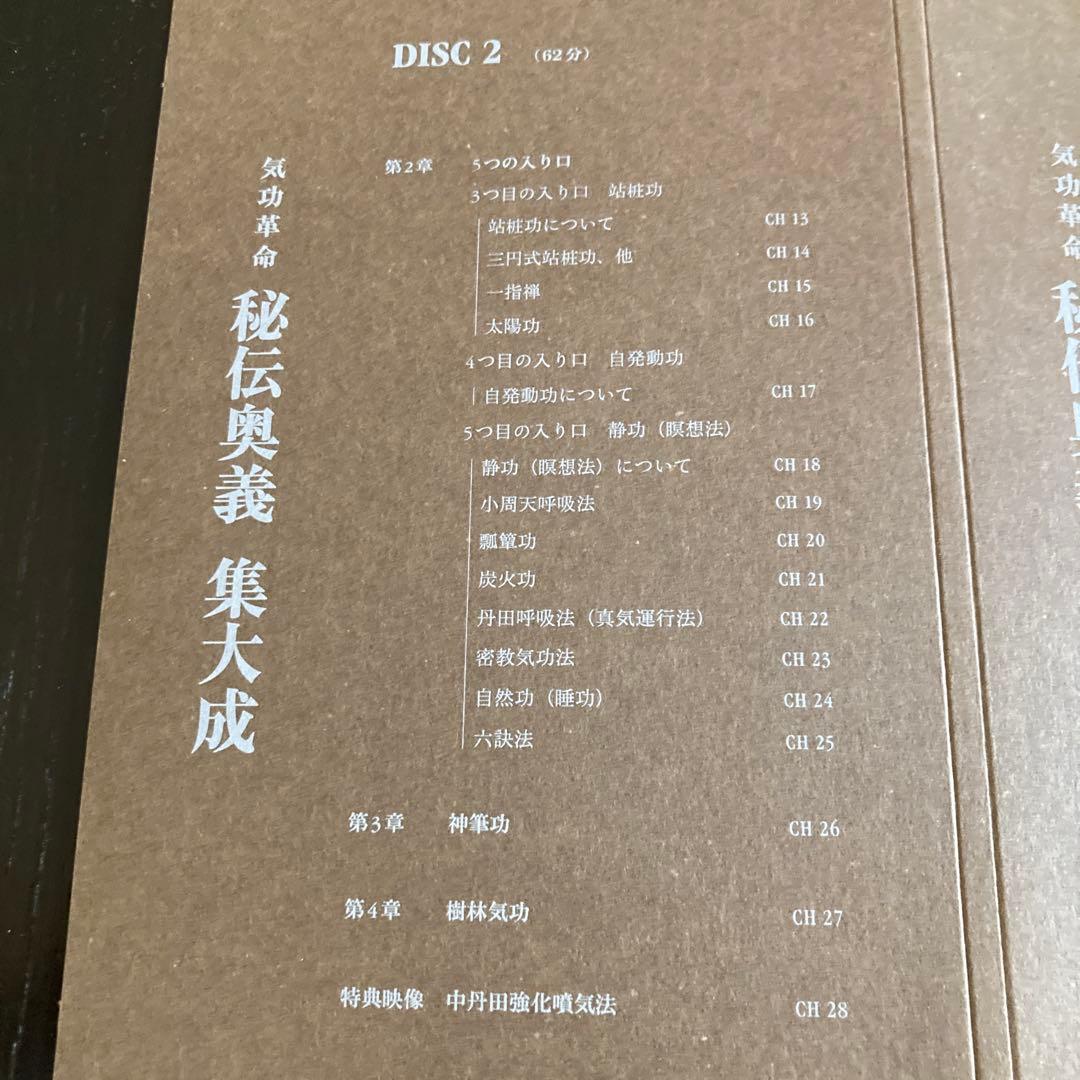 DISC 2 （62分）
気功革命 秘伝奥義 集大成
第2章 5つの入り口
3つ目の入り口 站桩功
站桩功について CH 13
三円式站桩功、他 CH 14
一指禅 CH 15
太陽功 CH 16
4つ目の入り口 自発動功
自発動功について CH 17
5つ目の入り口 静功（瞑想法）
静功（瞑想法）について CH 18
小周天呼吸法 CH 19
瓢箪功 CH 20
炭火功 CH 21
丹田呼吸法（真気運行法） CH 22
密教気功法 CH 23
自然功（睡功） CH 24
六訣法 CH 25
第3章 神筆功 CH 26
第4章 樹林気功 CH 27
特典映像 中丹田強化噴気法 CH 28
気功革命